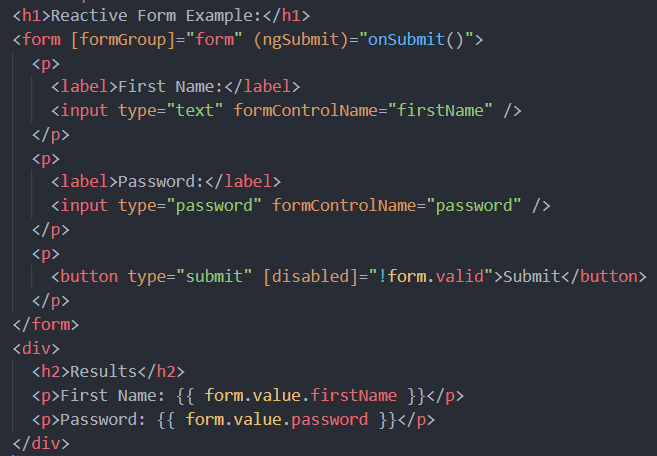 <h1>Reactive Form Example:</h1>
<form [formGroup]="form" (ngSubmit)="onSubmit()">
<p>
<label>First Name:</label>
<input type="text" formControlName="firstName" />
</p>
<p>
<label>Password:</label>
<input type="password" formControlName="password" />
</p>
<p>
<button type="submit" [disabled]="!form.valid">Submit</button>
</p>
</form>
<div>
<h2>Results</h2>
<p>First Name: {{ form.value.firstName }}</p>
<p>Password: {{ form.value.password }}</p>
</div>